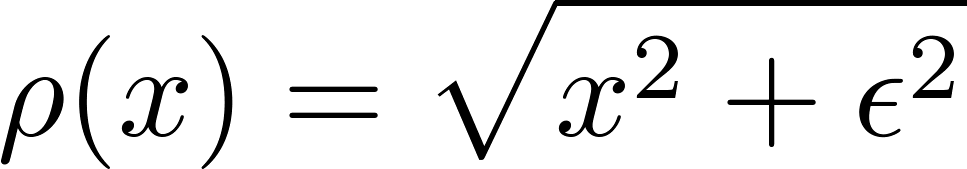 ρ(x) = √(x² + ϵ²)